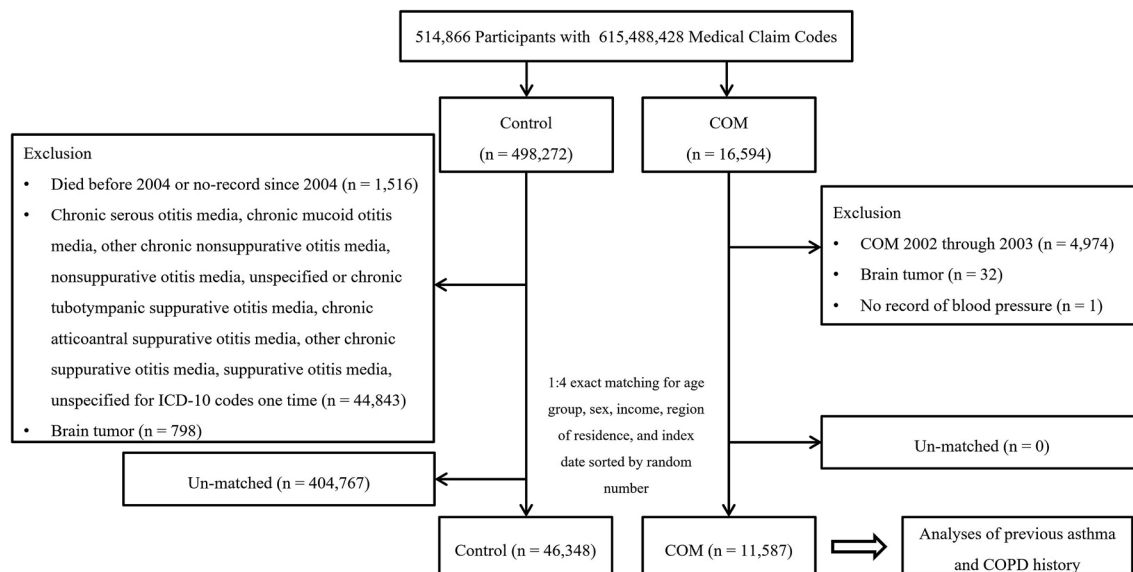 514,866 Participants with 615,488,428 Medical Claim Codes
Control
(n = 498,272)
COM
(n = 16,594)
Exclusion
• Died before 2004 or no-record since 2004 (n = 1,516)
• Chronic serous otitis media, chronic mucoid otitis
media, other chronic nonsuppurative otitis media,
nonsuppurative otitis media, unspecified or chronic
tubotympanic suppurative otitis media, chronic
atticoantral suppurative otitis media, other chronic
suppurative otitis media, suppurative otitis media,
unspecified for ICD-10 codes one time (n = 44,843)
• Brain tumor (n = 798)
Exclusion
• COM 2002 through 2003 (n = 4,974)
• Brain tumor (n = 32)
• No record of blood pressure (n = 1)
1:4 exact matching for age
group, sex, income, region
of residence, and index
date sorted by random
number
Un-matched (n = 404,767)
Un-matched (n = 0)
Control (n = 46,348)
COM (n = 11,587)
Analyses of previous asthma
and COPD history